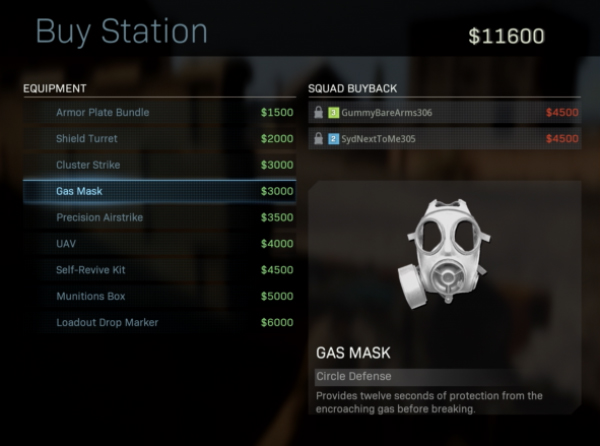 Buy Station
$11600
EQUIPMENT
Armor Plate Bundle $1500
Shield Turret $2000
Cluster Strike $3000
Gas Mask $3000
Precision Airstrike $3500
UAV $4000
Self-Revive Kit $4500
Munitions Box $5000
Loadout Drop Marker $6000
SQUAD BUYBACK
3 GummyBareArms306 $4500
2 SydNextToMe305 $4500
GAS MASK
Circle Defense
Provides twelve seconds of protection from the
encroaching gas before breaking.